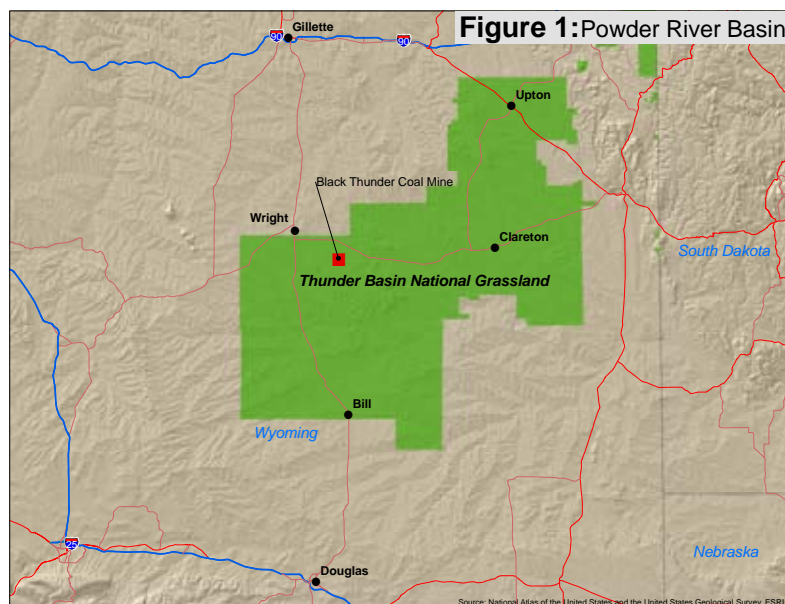 Figure 1: Powder River Basin
Gillette
90
90
Upton
Black Thunder Coal Mine
Wright
Clareton
South Dakota
Thunder Basin National Grassland
Bill
Wyoming
25
Nebraska
Douglas
Source: National Atlas of the United States and the United States Geological Survey, ESRI